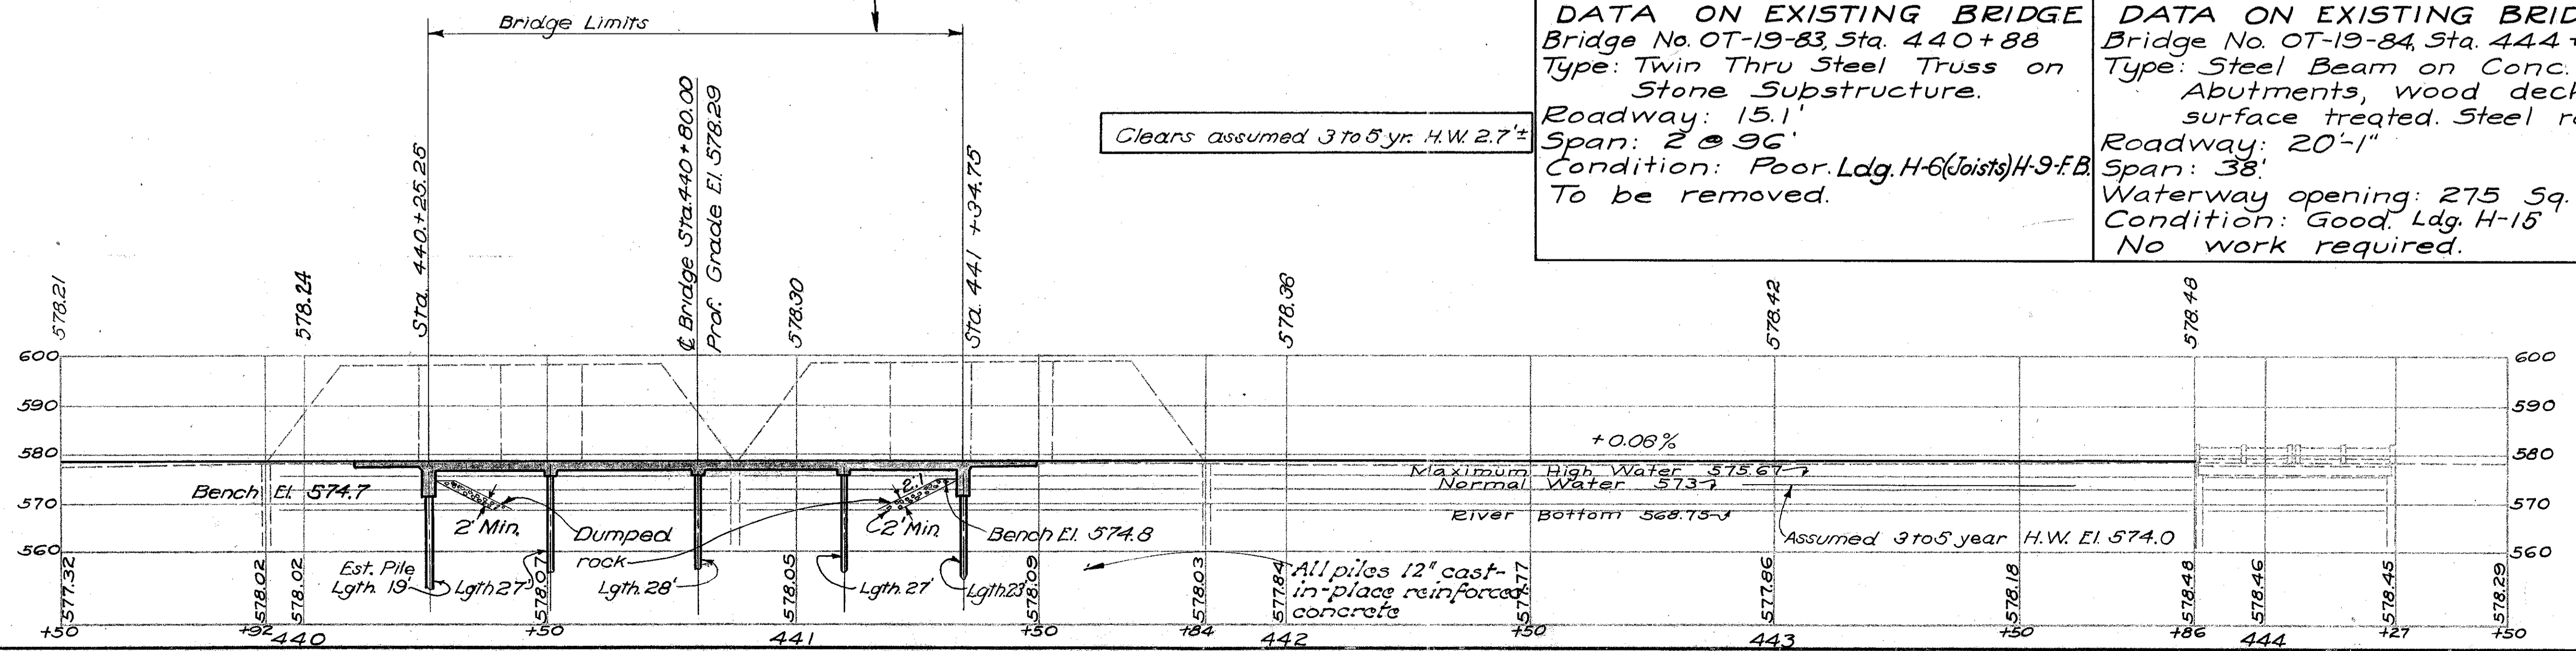 Bridge Limits
DATA ON EXISTING BRIDGE
Bridge No. OT-19-83, Sta. 440+88
Type: Twin Thru Steel Truss on
Stone Substructure.
Roadway: 15.1'
Span: 2 @ 96'
Condition: Poor. Ldg. H-6(Joists)H-9-F.B.
To be removed.
DATA ON EXISTING
Bridge No. OT-19-84, Sta. 444
Type: Steel Beam on Conc.
Abutments, wood
surface treated. Steel
Roadway: 20'-1"
Span: 38'
Waterway opening: 275 Sq.
Condition: Good. Ldg. H-15
No work required.
Clears assumed 3 to 5 yr. H.W. 2.7'±
Sta. 440+25.25
℄ Bridge Sta. 440+80.00
Prof. Grade El. 578.29
Sta. 441 +34.75
578.21
578.24
578.30
578.36
578.42
578.48
600
600
590
590
580
580
570
570
560
560
+0.06%
Maximum High Water 575.67
Normal Water 573
River Bottom 568.75
Assumed 3 to 5 year H.W. El. 574.0
Bench El. 574.7
2' Min.
Dumped
rock
2:1
2' Min.
Bench El. 574.8
Est. Pile
Lgth. 19'
Lgth 27'
Lgth. 28'
Lgth. 27'
Lgth. 23'
All piles 12" cast-
in-place reinforced
concrete
577.32
578.02
578.02
578.07
578.05
578.09
578.03
577.84
577.77
577.86
578.18
578.48
578.46
578.45
578.29
+50
+92
440
+50
441
+50
+84
442
+50
443
+50
+86
444
+27
+50